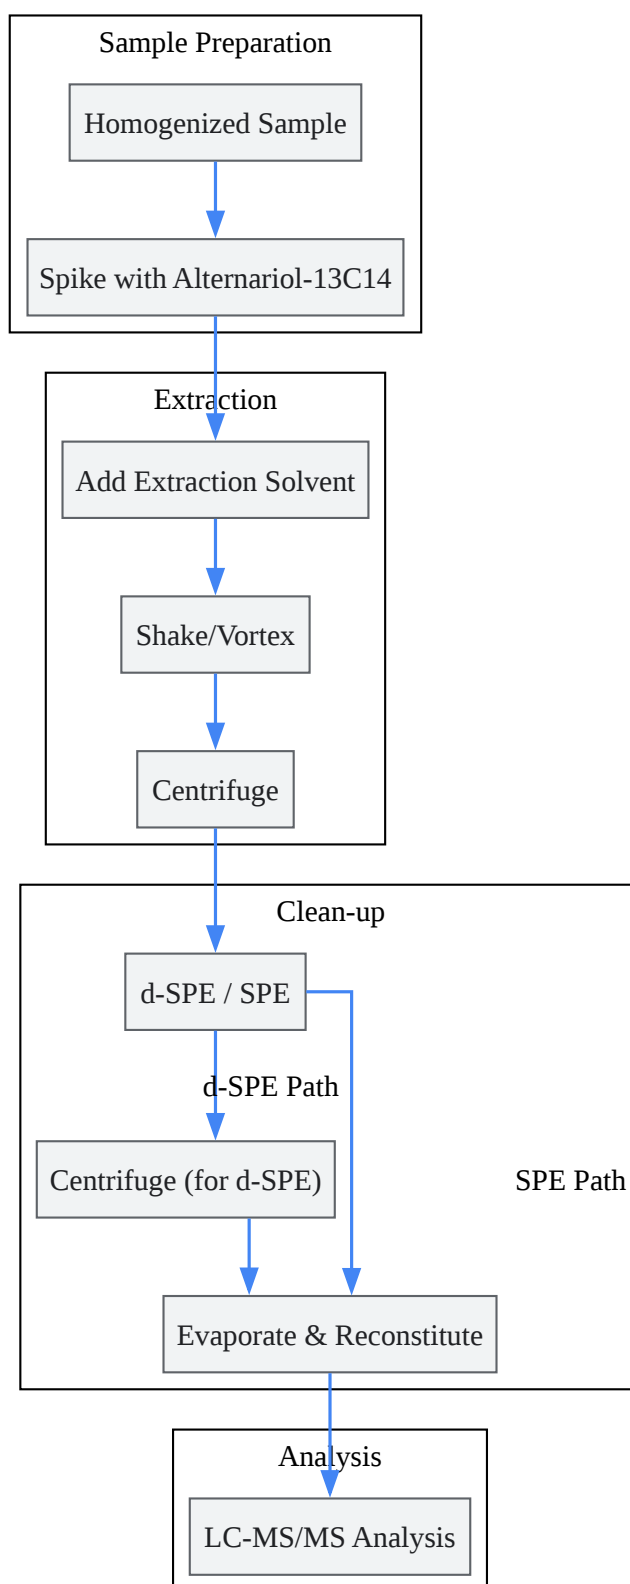 Sample Preparation
Homogenized Sample
Spike with Alternariol-13C14
Extraction
Add Extraction Solvent
Shake/Vortex
Centrifuge
Clean-up
d-SPE / SPE
d-SPE Path
Centrifuge (for d-SPE)
SPE Path
Evaporate & Reconstitute
Analysis
LC-MS/MS Analysis